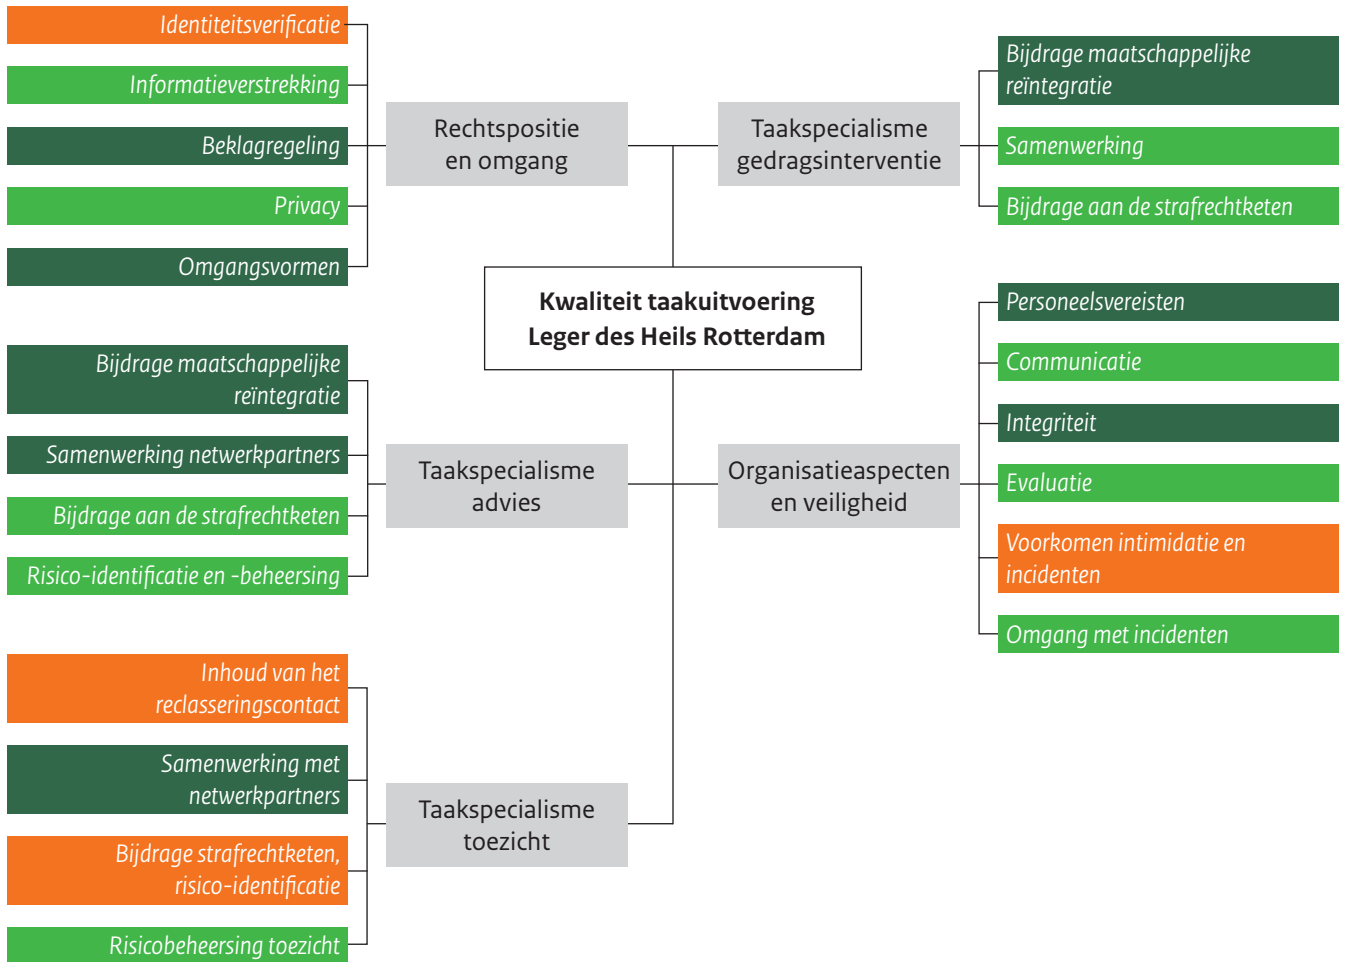 Identiteitsverificatie
Informatieverstrekking
Beklagregeling
Privacy
Omgangsvormen
Rechtspositie
en omgang
Taakspecialisme
gedragsinterventie
Bijdrage maatschappelijke
reïntegratie
Samenwerking
Bijdrage aan de strafrechtketen
Kwaliteit taakuitvoering
Leger des Heils Rotterdam
Bijdrage maatschappelijke
reïntegratie
Samenwerking netwerkpartners
Bijdrage aan de strafrechtketen
Risico-identificatie en -beheersing
Taakspecialisme
advies
Organisatieaspecten
en veiligheid
Personeelsvereisten
Communicatie
Integriteit
Evaluatie
Voorkomen intimidatie en
incidenten
Omgang met incidenten
Inhoud van het
reclasseringscontact
Samenwerking met
netwerkpartners
Bijdrage strafrechtketen,
risico-identificatie
Risicobeheersing toezicht
Taakspecialisme
toezicht